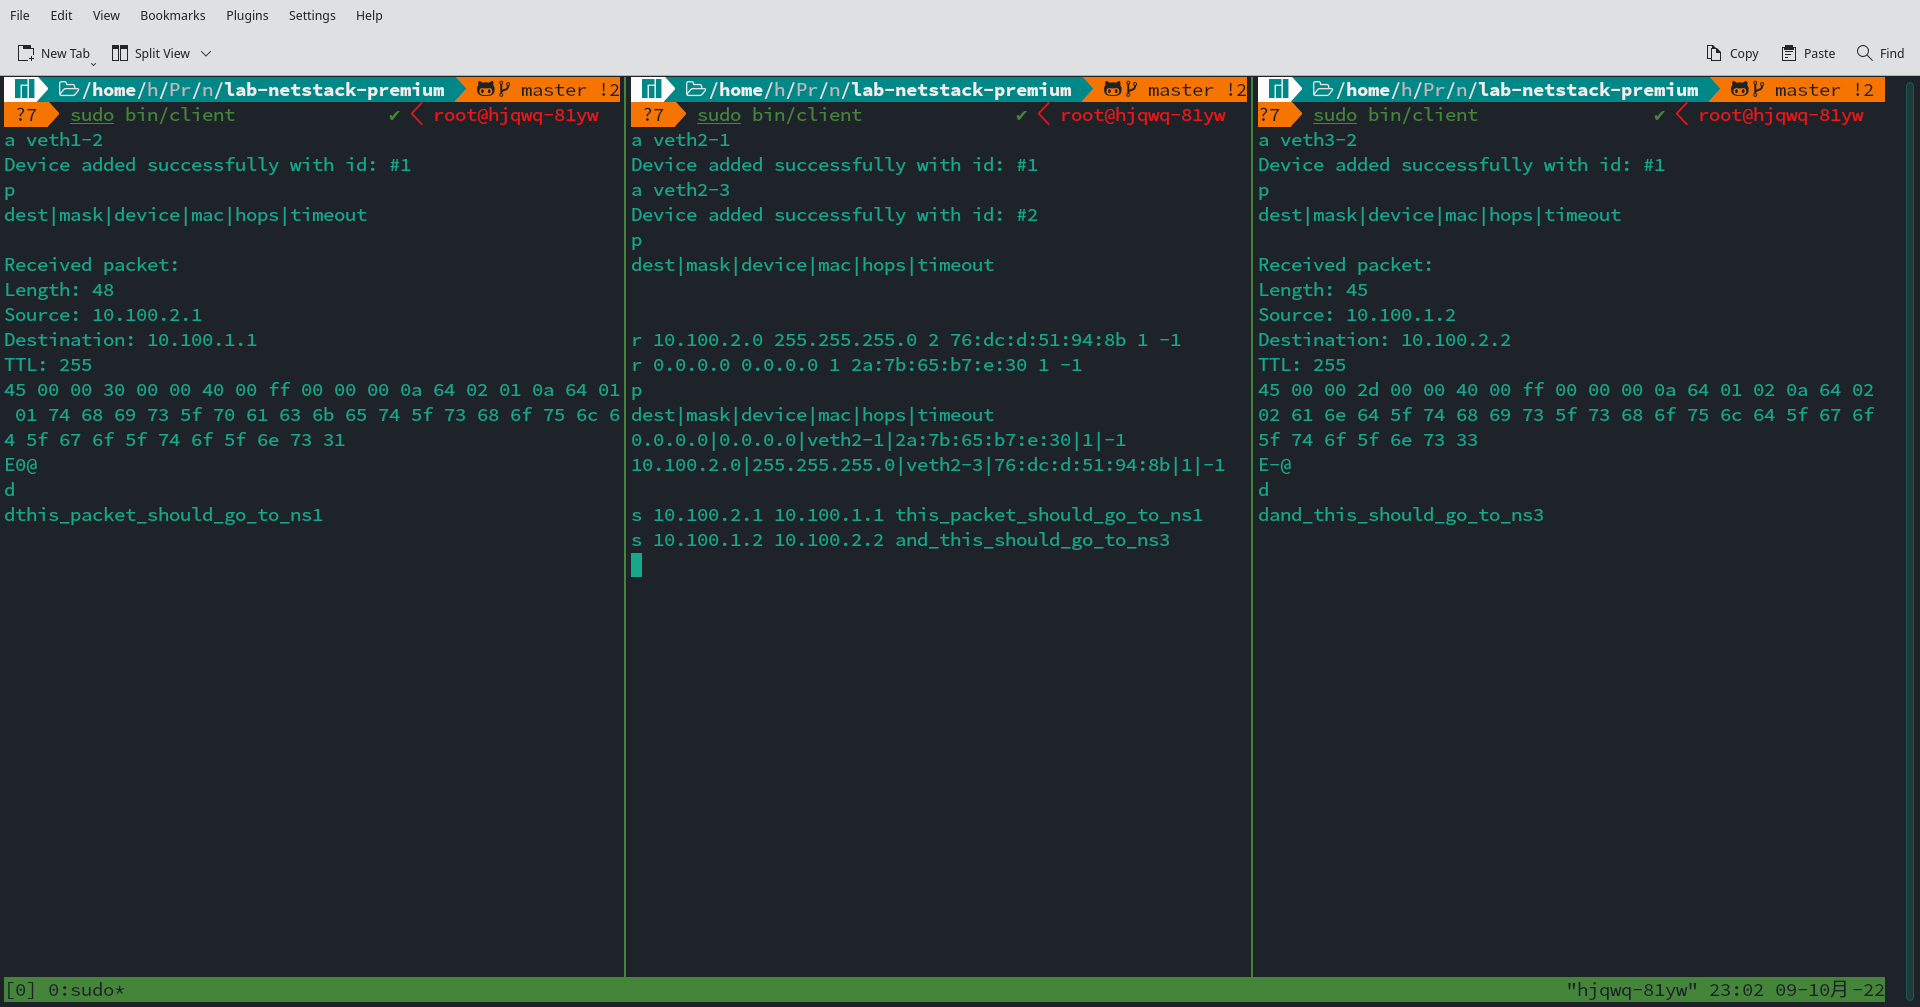 File Edit View Bookmarks Plugins Settings Help
New Tab Split View Copy Paste Find
/home/h/Pr/n/lab-netstack-premium master !2
?7 sudo bin/client ✔ root@hjqwq-81yw
a veth1-2
Device added successfully with id: #1
p
dest|mask|device|mac|hops|timeout
Received packet:
Length: 48
Source: 10.100.2.1
Destination: 10.100.1.1
TTL: 255
45 00 00 30 00 00 40 00 ff 00 00 00 0a 64 02 01 0a 64 01
01 74 68 69 73 5f 70 61 63 6b 65 74 5f 73 68 6f 75 6c 6
4 5f 67 6f 5f 74 6f 5f 6e 73 31
E0@
d
dthis_packet_should_go_to_ns1
/home/h/Pr/n/lab-netstack-premium master !2
?7 sudo bin/client ✔ root@hjqwq-81yw
a veth2-1
Device added successfully with id: #1
a veth2-3
Device added successfully with id: #2
p
dest|mask|device|mac|hops|timeout
r 10.100.2.0 255.255.255.0 2 76:dc:d:51:94:8b 1 -1
r 0.0.0.0 0.0.0.0 1 2a:7b:65:b7:e:30 1 -1
p
dest|mask|device|mac|hops|timeout
0.0.0.0|0.0.0.0|veth2-1|2a:7b:65:b7:e:30|1|-1
10.100.2.0|255.255.255.0|veth2-3|76:dc:d:51:94:8b|1|-1
s 10.100.2.1 10.100.1.1 this_packet_should_go_to_ns1
s 10.100.1.2 10.100.2.2 and_this_should_go_to_ns3
/home/h/Pr/n/lab-netstack-premium master !2
?7 sudo bin/client ✔ root@hjqwq-81yw
a veth3-2
Device added successfully with id: #1
p
dest|mask|device|mac|hops|timeout
Received packet:
Length: 45
Source: 10.100.1.2
Destination: 10.100.2.2
TTL: 255
45 00 00 2d 00 00 40 00 ff 00 00 00 0a 64 01 02 0a 64 02
02 61 6e 64 5f 74 68 69 73 5f 73 68 6f 75 6c 64 5f 67 6f
5f 74 6f 5f 6e 73 33
E-@
d
dand_this_should_go_to_ns3
[0] 0:sudo* "hjqwq-81yw" 23:02 09-10月-22